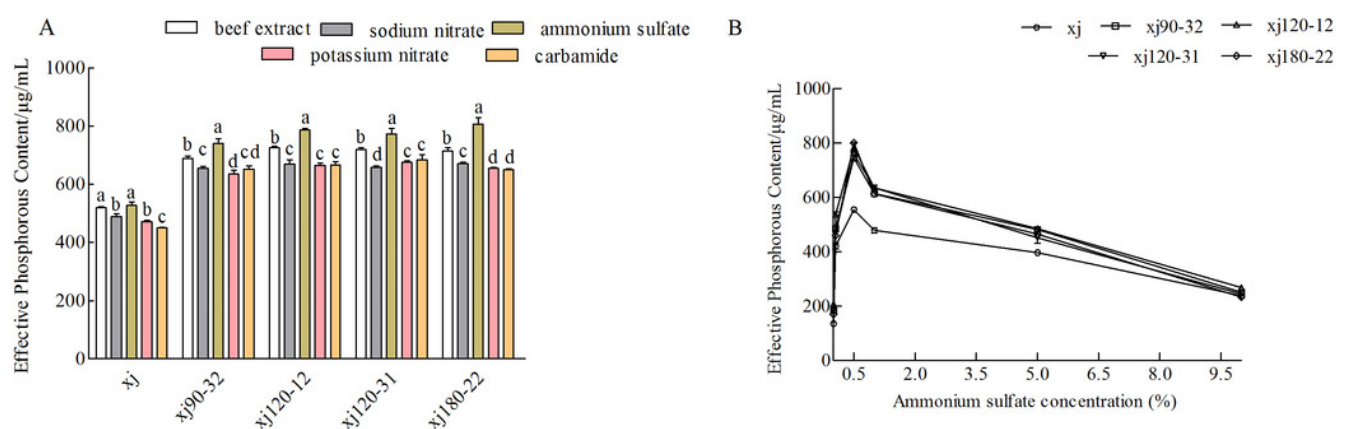 A
beef extract sodium nitrate ammonium sulfate
potassium nitrate carbamide
Effective Phosphorous Content/µg/mL
1000
800
600
400
200
0
a b a b c
b c a d cd
b c a c c
b d a c c
b c a d d
xj xj90-32 xj120-12 xj120-31 xj180-22
B
xj xj90-32 xj120-12
xj120-31 xj180-22
Effective Phosphorous Content/µg/mL
1000
800
600
400
200
0
0.5 2.0 3.5 5.0 6.5 8.0 9.5
Ammonium sulfate concentration (%)